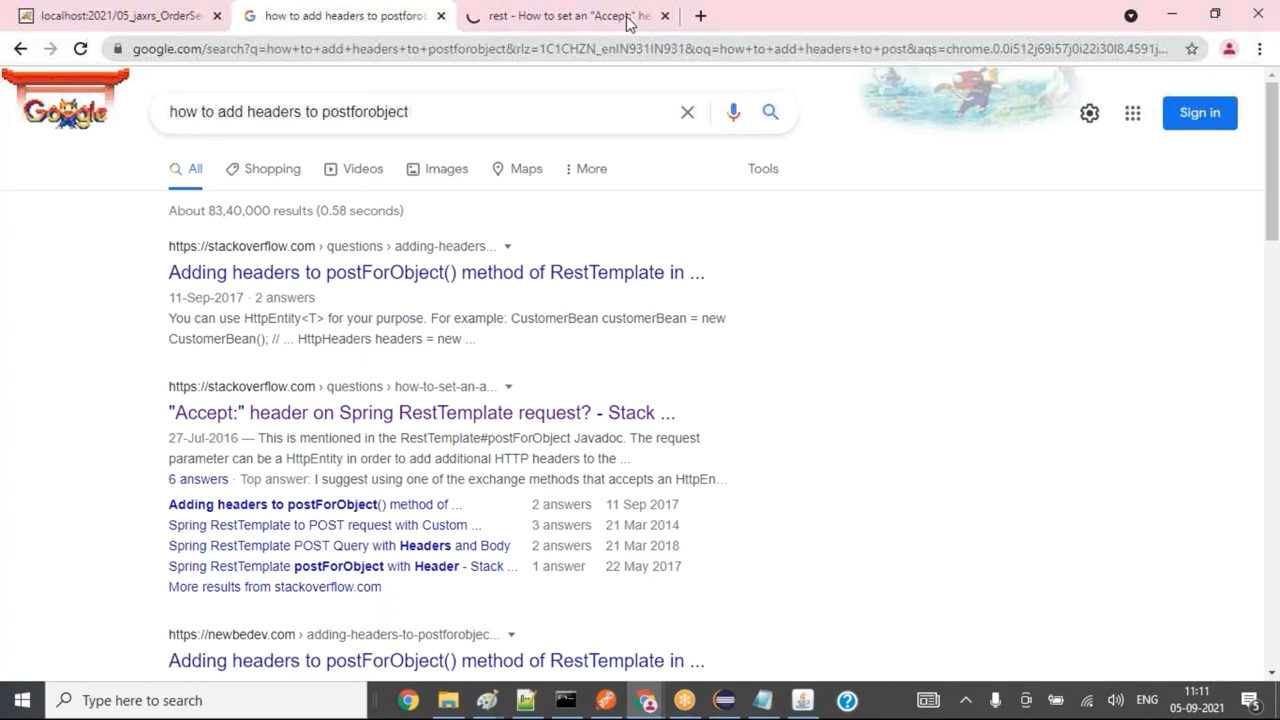 localhost:2021/05_jaxrs_OrderSe
how to add headers to postforob
rest - How to set an "Accept:" he
google.com/search?q=how+to+add+headers+to+postforobject&rlz=1C1CHZN_enIN931IN931&oq=how+to+add+headers+to+post&aqs=chrome.0.0i512j69i57j0i22i30l8.4591j...
Google
how to add headers to postforobject
Sign in
All
Shopping
Videos
Images
Maps
More
Tools
About 83,40,000 results (0.58 seconds)
https://stackoverflow.com › questions › adding-headers...
Adding headers to postForObject() method of RestTemplate in ...
11-Sep-2017 · 2 answers
You can use HttpEntity<T> for your purpose. For example: CustomerBean customerBean = new
CustomerBean(); // ... HttpHeaders headers = new ...
https://stackoverflow.com › questions › how-to-set-an-a...
"Accept:" header on Spring RestTemplate request? - Stack ...
27-Jul-2016 — This is mentioned in the RestTemplate#postForObject Javadoc. The request
parameter can be a HttpEntity in order to add additional HTTP headers to the ...
6 answers · Top answer: I suggest using one of the exchange methods that accepts an HttpEn...
Adding headers to postForObject() method of ... 2 answers 11 Sep 2017
Spring RestTemplate to POST request with Custom ... 3 answers 21 Mar 2014
Spring RestTemplate POST Query with Headers and Body 2 answers 21 Mar 2018
Spring RestTemplate postForObject with Header - Stack ... 1 answer 22 May 2017
More results from stackoverflow.com
https://newbedev.com › adding-headers-to-postforobjec...
Adding headers to postForObject() method of RestTemplate in ...
Type here to search
ENG
11:11
05-09-2021
5